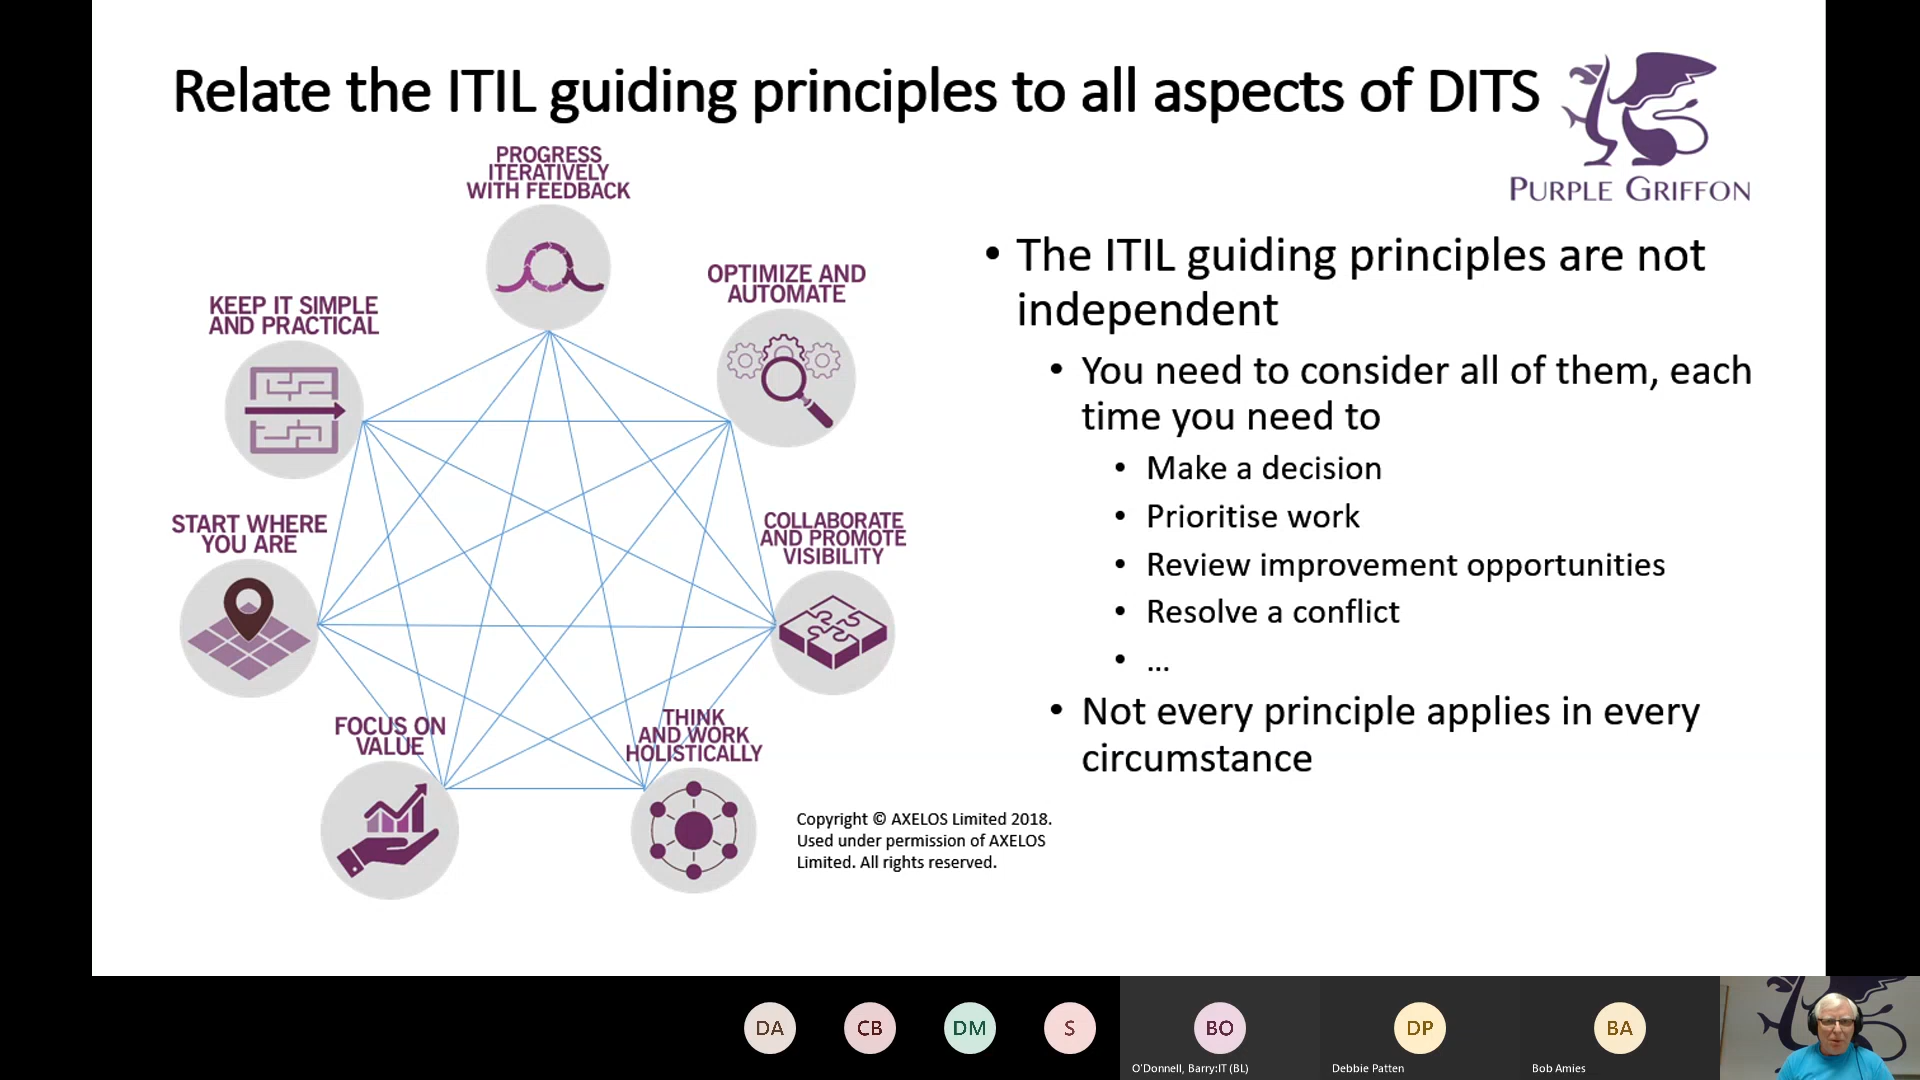 Relate the ITIL guiding principles to all aspects of DITS
PURPLE GRIFFON
PROGRESS
ITERATIVELY
WITH FEEDBACK
OPTIMIZE AND
AUTOMATE
KEEP IT SIMPLE
AND PRACTICAL
START WHERE
YOU ARE
COLLABORATE
AND PROMOTE
VISIBILITY
FOCUS ON
VALUE
THINK
AND WORK
HOLISTICALLY
Copyright © AXELOS Limited 2018.
Used under permission of AXELOS
Limited. All rights reserved.
• The ITIL guiding principles are not
independent
• You need to consider all of them, each
time you need to
• Make a decision
• Prioritise work
• Review improvement opportunities
• Resolve a conflict
• ...
• Not every principle applies in every
circumstance
DA
CB
DM
S
BO
O'Donnell, Barry:IT (BL)
DP
Debbie Patten
BA
Bob Amies